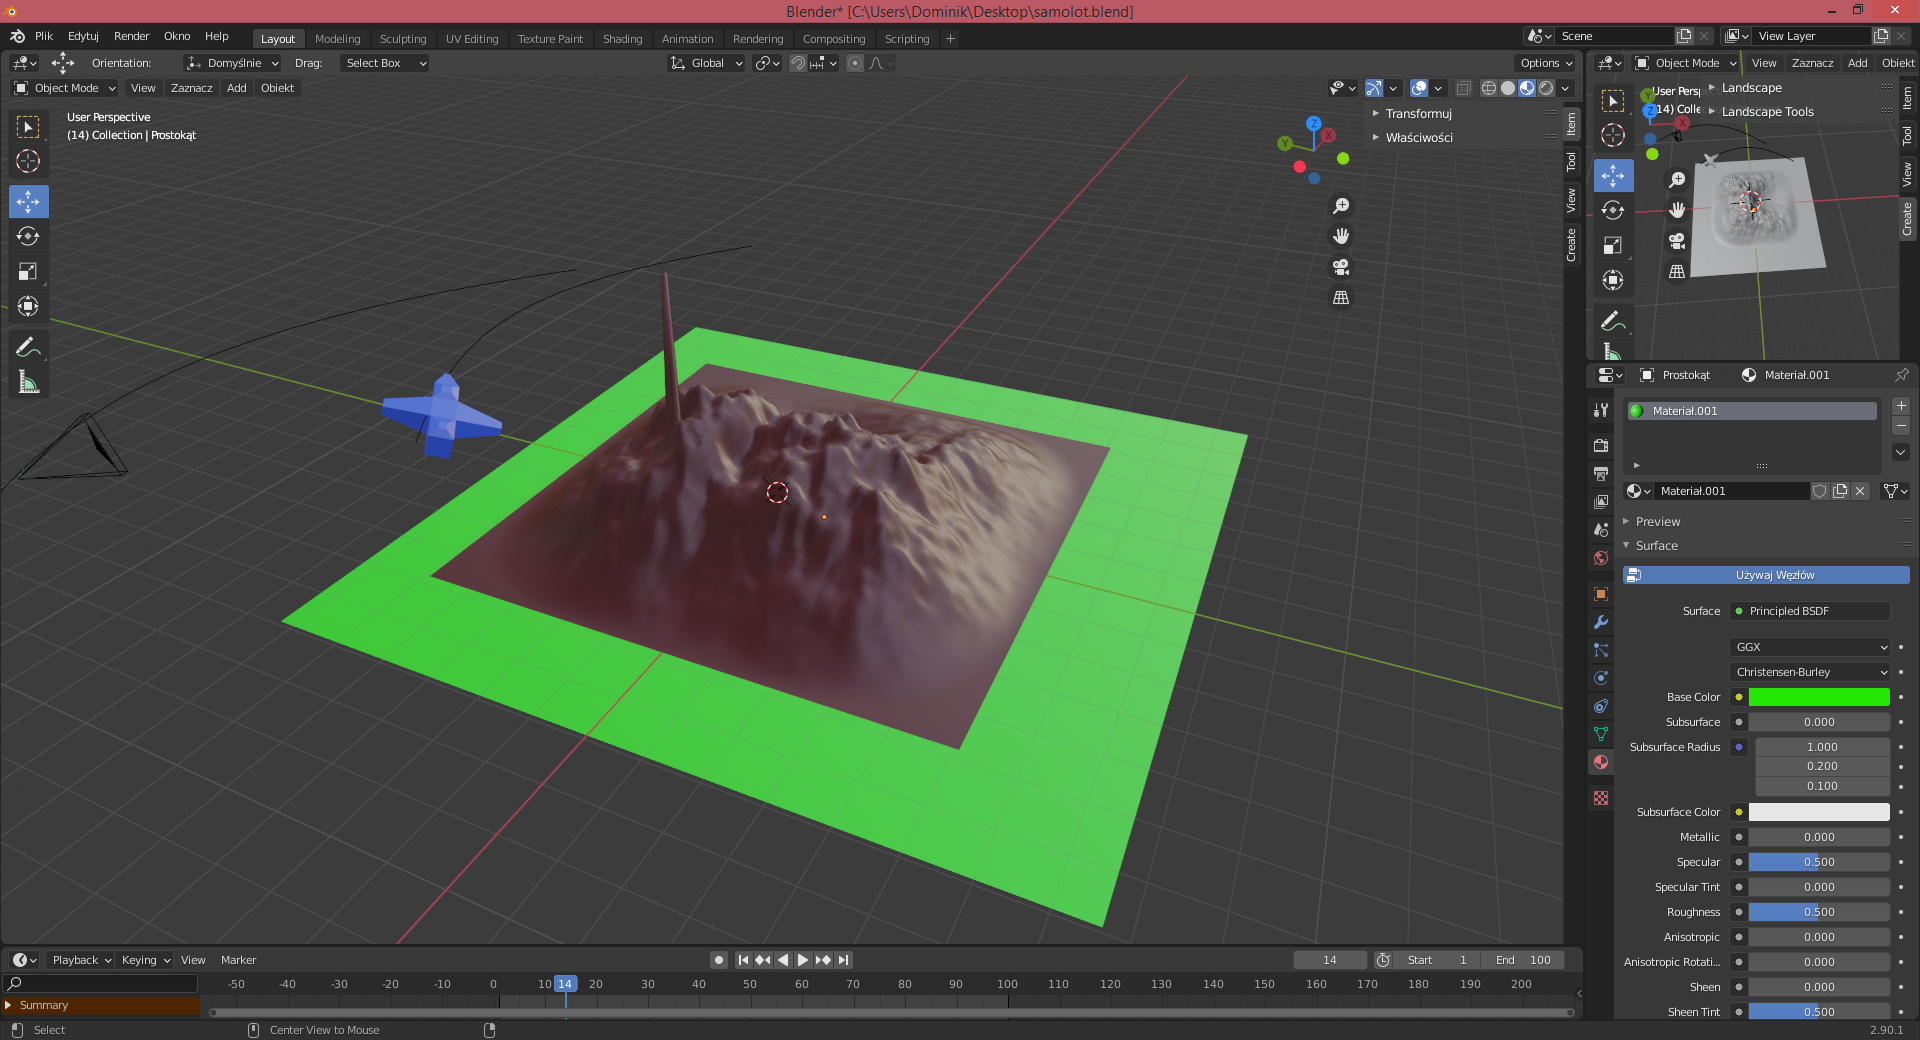 Blender* [C:\Users\Dominik\Desktop\samolot.blend]
Plik Edytuj Render Okno Help Layout Modeling Sculpting UV Editing Texture Paint Shading Animation Rendering Compositing Scripting + Scene View Layer
Orientation: Domyślnie Drag: Select Box Global Options
Object Mode View Zaznacz Add Obiekt
User Perspective
(14) Collection | Prostokąt
Transformuj
Właściwości
Item
Tool
View
Create
Z
X
Y
Object Mode View Zaznacz Add Obiekt
User Persp
(14) Colle
Landscape
Landscape Tools
Y
Z
X
Item
Tool
View
Create
Prostokąt Materiał.001
Materiał.001
Materiał.001
Preview
Surface
Używaj Węzłów
Surface Principled BSDF
GGX
Christensen-Burley
Base Color
Subsurface 0.000
Subsurface Radius 1.000
0.200
0.100
Subsurface Color
Metallic 0.000
Specular 0.500
Specular Tint 0.000
Roughness 0.500
Anisotropic 0.000
Anisotropic Rotati... 0.000
Sheen 0.000
Sheen Tint 0.500
Playback Keying View Marker 14 Start 1 End 100
-50 -40 -30 -20 -10 0 10 14 20 30 40 50 60 70 80 90 100 110 120 130 140 150 160 170 180 190 200
Summary
Select Center View to Mouse 2.90.1